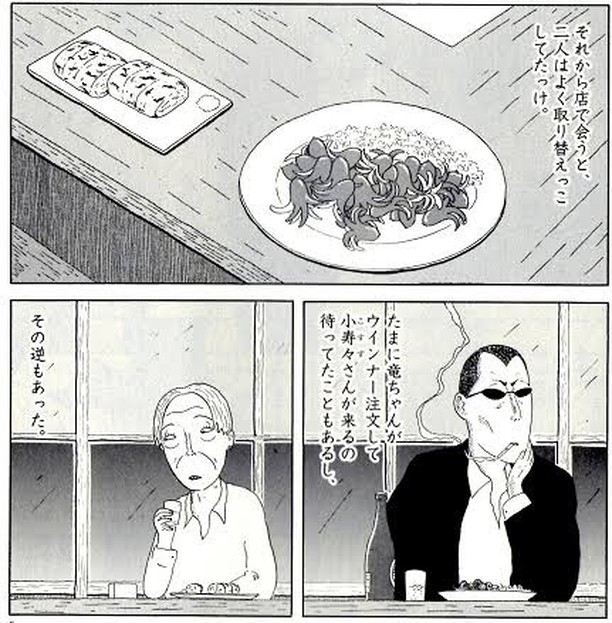 それから店で会うと、
二人はよく取り替えっこ
してたっけ。
たまに竜ちゃんが
ウインナー注文して
小寿々さんが来るの
こすず
待ってたこともあるし、
その逆もあった。